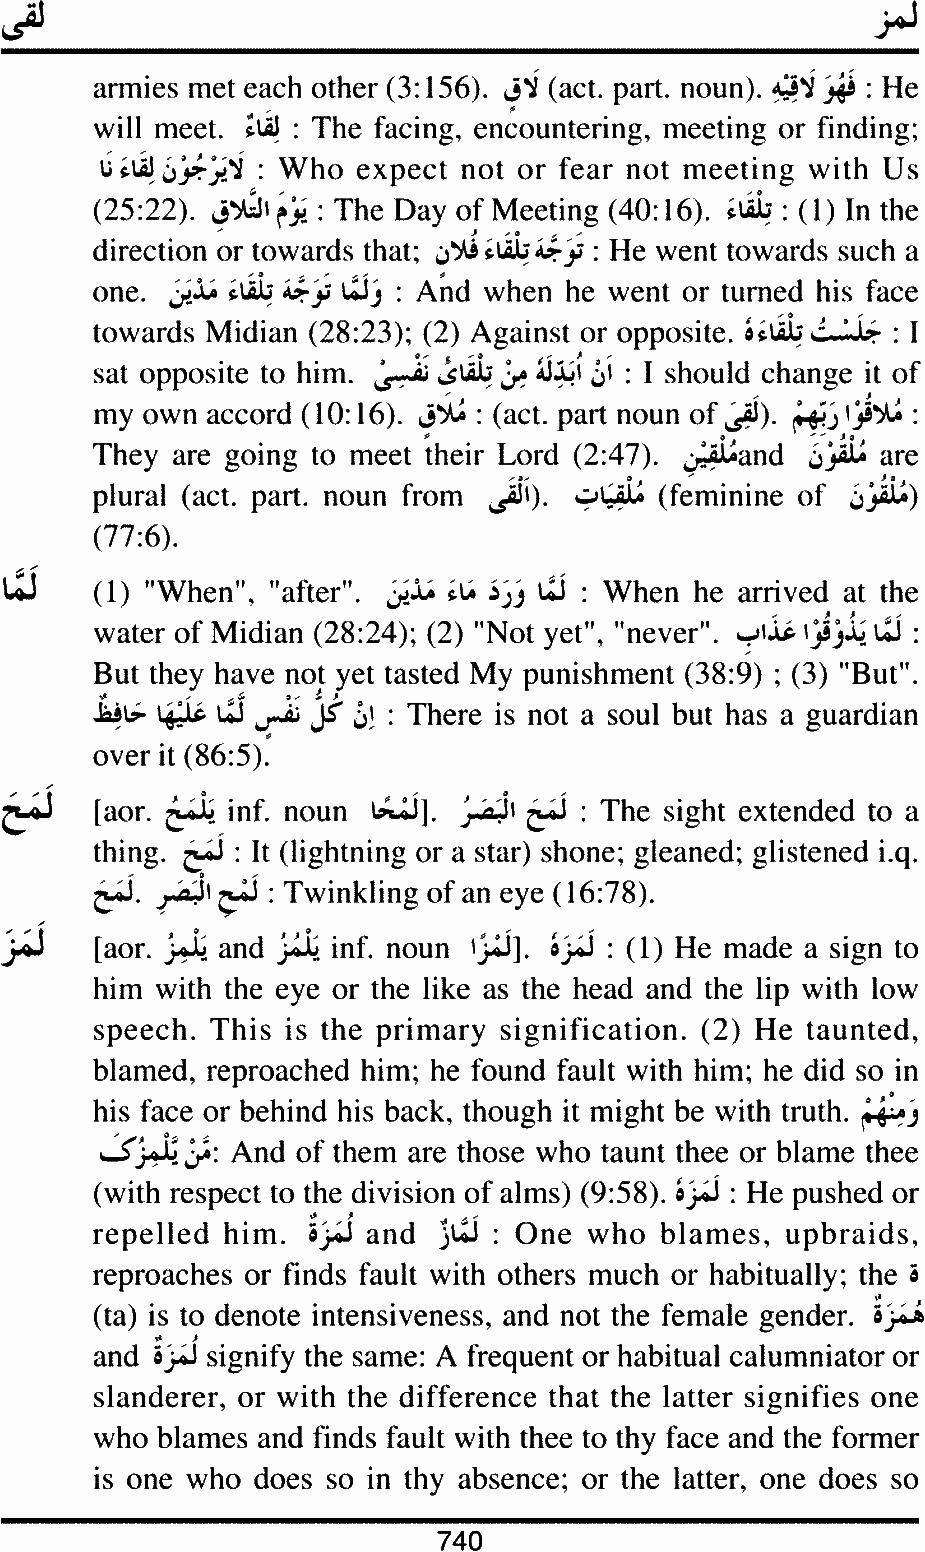 لقى لمز
armies met each other (3:156). لَاقٍ (act. part. noun). فَهُوَ لَاقِيْهِ : He
will meet. لِقَاءٌ : The facing, encountering, meeting or finding;
لَايَرْجُوْنَ لِقَاءَ نَا : Who expect not or fear not meeting with Us
(25:22). يَوْمَ التَّلَاقِ : The Day of Meeting (40:16). تِلْقَاءَ : (1) In the
direction or towards that; تَوَجَّهَ تِلْقَاءَ فُلَانٍ : He went towards such a
one. وَلَمَّا تَوَجَّهَ تِلْقَاءَ مَدْيَنَ : And when he went or turned his face
towards Midian (28:23); (2) Against or opposite. جَلَسْتُ تِلْقَاءَهُ : I
sat opposite to him. اَنْ اُبَدِّلَهُ مِنْ تِلْقَائِ نَفْسِىْ : I should change it of
my own accord (10:16). مُلَاقٍ : (act. part noun of لَقِىَ). مُلَاقُوْا رَبِّهِمْ :
They are going to meet their Lord (2:47). مُلْقِيْنَ and مُلْقُوْنَ are
plural (act. part. noun from اَلْقٰى). مُلْقِيَاتِ (feminine of مُلْقُوْنَ)
(77:6).
لَمَّا (1) "When", "after". لَمَّا وَرَدَ مَاءَ مَدْيَنَ : When he arrived at the
water of Midian (28:24); (2) "Not yet", "never". لَمَّا يَذُوْقُوْا عَذَابِ :
But they have not yet tasted My punishment (38:9) ; (3) "But".
اِنْ كُلُّ نَفْسٍ لَّمَّا عَلَيْهَا حَافِظٌ : There is not a soul but has a guardian
over it (86:5).
لَمَحَ [aor. يَلْمَحُ inf. noun لَمْحًا]. لَمَحَ الْبَصَرُ : The sight extended to a
thing. لَمَحَ : It (lightning or a star) shone; gleaned; glistened i.q.
لَمَحَ. لَمْحِ الْبَصَرِ : Twinkling of an eye (16:78).
لَمَزَ [aor. يَلْمِزُ and يَلْمُزُ inf. noun لَمْزًا]. لَمَزَهُ : (1) He made a sign to
him with the eye or the like as the head and the lip with low
speech. This is the primary signification. (2) He taunted,
blamed, reproached him; he found fault with him; he did so in
his face or behind his back, though it might be with truth. وَمِنْهُمْ
مَّنْ يَّلْمِزُکَ: And of them are those who taunt thee or blame thee
(with respect to the division of alms) (9:58). لَمَزَهُ : He pushed or
repelled him. لُمَزَةٌ and لَمَّازٌ : One who blames, upbraids,
reproaches or finds fault with others much or habitually; the ة
(ta) is to denote intensiveness, and not the female gender. هُمَزَةٌ
and لُمَزَةٌ signify the same: A frequent or habitual calumniator or
slanderer, or with the difference that the latter signifies one
who blames and finds fault with thee to thy face and the former
is one who does so in thy absence; or the latter, one does so
740